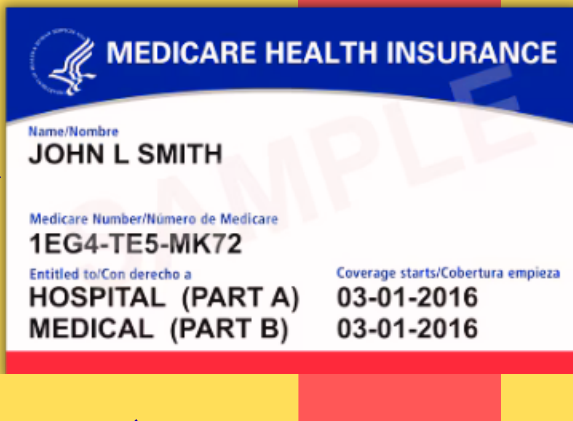 MEDICARE HEALTH INSURANCE
Name/Nombre
JOHN L SMITH
Medicare Number/Número de Medicare
1EG4-TE5-MK72
Entitled to/Con derecho a Coverage starts/Cobertura empieza
HOSPITAL (PART A) 03-01-2016
MEDICAL (PART B) 03-01-2016
SAMPLE